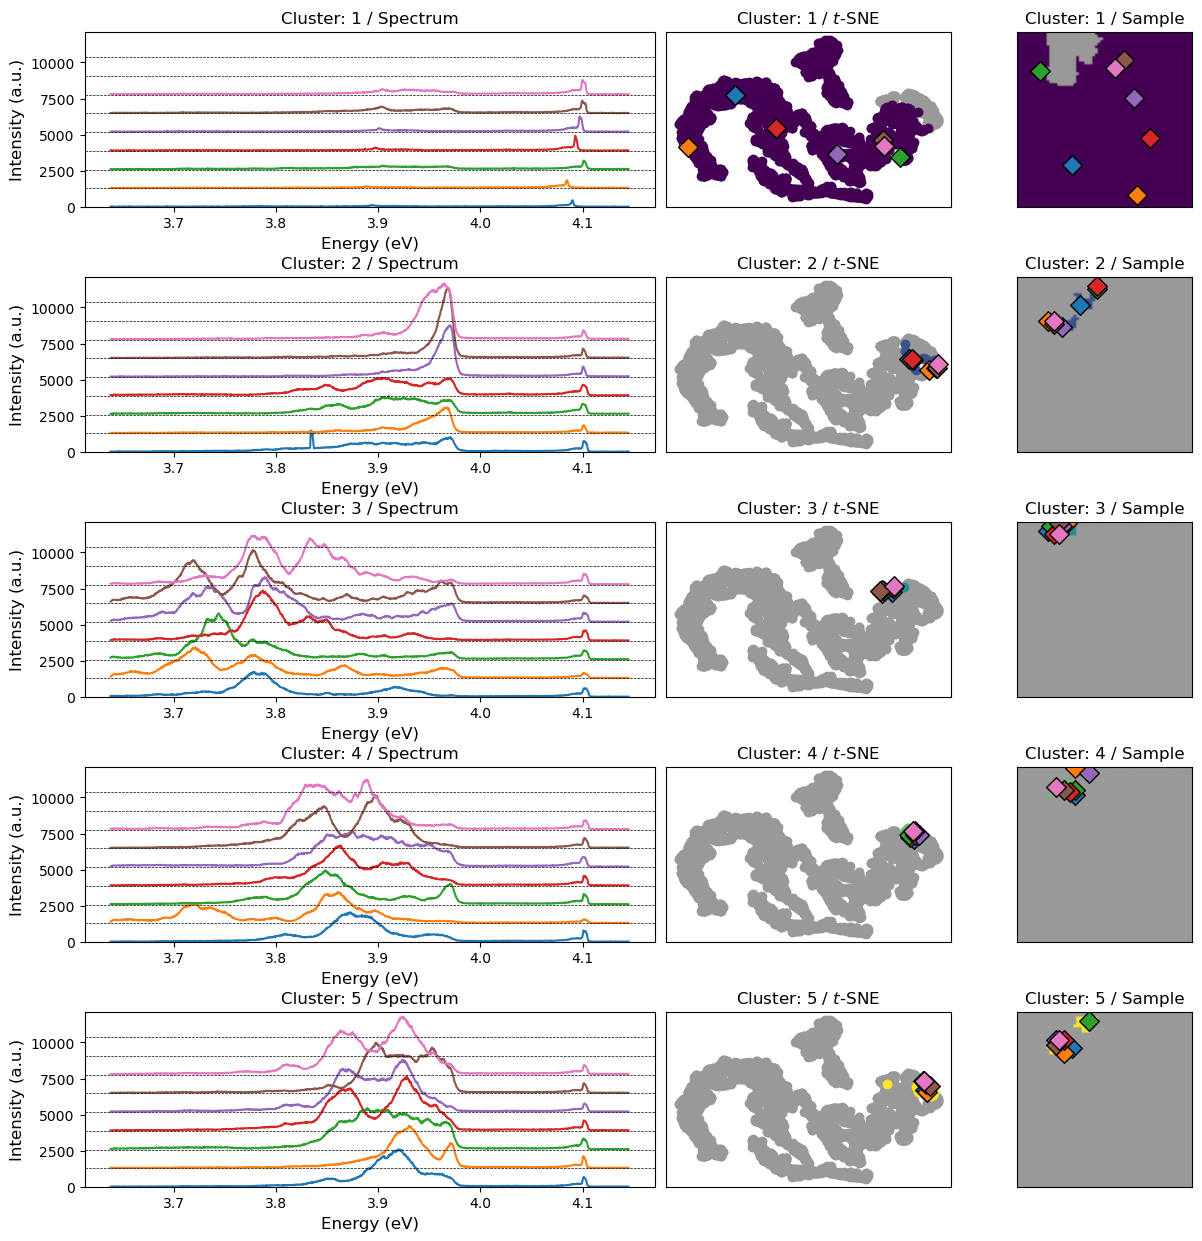 Cluster: 1 / Spectrum
Cluster: 1 / t-SNE
Cluster: 1 / Sample
Intensity (a.u.)
10000
7500
5000
2500
0
3.7
3.8
3.9
4.0
4.1
Energy (eV)
Cluster: 2 / Spectrum
Cluster: 2 / t-SNE
Cluster: 2 / Sample
Intensity (a.u.)
10000
7500
5000
2500
0
3.7
3.8
3.9
4.0
4.1
Energy (eV)
Cluster: 3 / Spectrum
Cluster: 3 / t-SNE
Cluster: 3 / Sample
Intensity (a.u.)
10000
7500
5000
2500
0
3.7
3.8
3.9
4.0
4.1
Energy (eV)
Cluster: 4 / Spectrum
Cluster: 4 / t-SNE
Cluster: 4 / Sample
Intensity (a.u.)
10000
7500
5000
2500
0
3.7
3.8
3.9
4.0
4.1
Energy (eV)
Cluster: 5 / Spectrum
Cluster: 5 / t-SNE
Cluster: 5 / Sample
Intensity (a.u.)
10000
7500
5000
2500
0
3.7
3.8
3.9
4.0
4.1
Energy (eV)